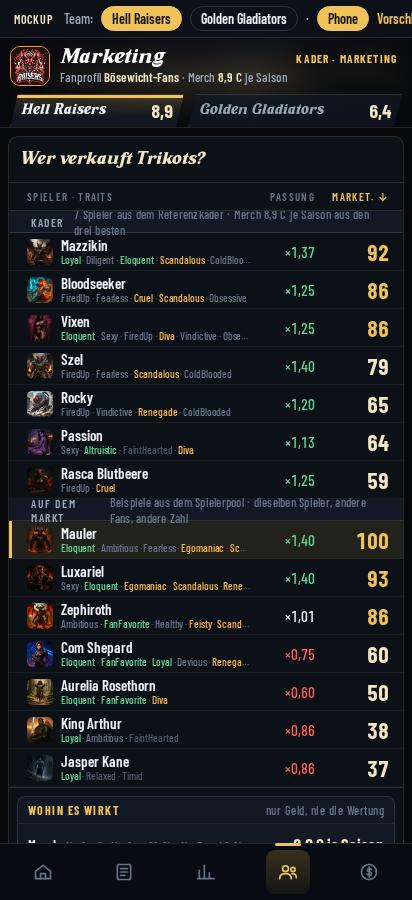 MOCKUP Team: Hell Raisers Golden Gladiators · Phone Vorschl
Marketing
KADER · MARKETING
Fanprofil Bösewicht-Fans · Merch 8,9 C je Saison
Hell Raisers 8,9 Golden Gladiators 6,4
Wer verkauft Trikots?
SPIELER · TRAITS PASSUNG MARKET. ↓
KADER 7 Spieler aus dem Referenzkader · Merch 8,9 C je Saison aus den
drei besten
Mazzikin ×1,37 92
Loyal · Diligent · Eloquent · Scandalous · ColdBloo...
Bloodseeker ×1,25 86
FiredUp · Fearless · Cruel · Scandalous · Obsessive
Vixen ×1,25 86
Eloquent · Sexy · FiredUp · Diva · Vindictive · Obse...
Szel ×1,40 79
FiredUp · Fearless · Scandalous · ColdBlooded
Rocky ×1,20 65
FiredUp · Vindictive · Renegade · ColdBlooded
Passion ×1,13 64
Sexy · Altruistic · FaintHearted · Diva
Rasca Blutbeere ×1,25 59
FiredUp · Cruel
AUF DEM
MARKT
Beispiele aus dem Spielerpool · dieselben Spieler, andere
Fans, andere Zahl
Mauler ×1,40 100
Eloquent · Ambitious · Fearless · Egomaniac · Sc...
Luxariel ×1,40 93
Sexy · Eloquent · Egomaniac · Scandalous · Rene...
Zephiroth ×1,01 86
Ambitious · FanFavorite · Healthy · Feisty · Scand...
Com Shepard ×0,75 60
Eloquent · FanFavorite · Loyal · Devious · Renega...
Aurelia Rosethorn ×0,60 50
Eloquent · FanFavorite · Diva
King Arthur ×0,86 38
Loyal · Ambitious · FaintHearted
Jasper Kane ×0,86 37
Loyal · Relaxed · Timid
WOHIN ES WIRKT nur Geld, nie die Wertung